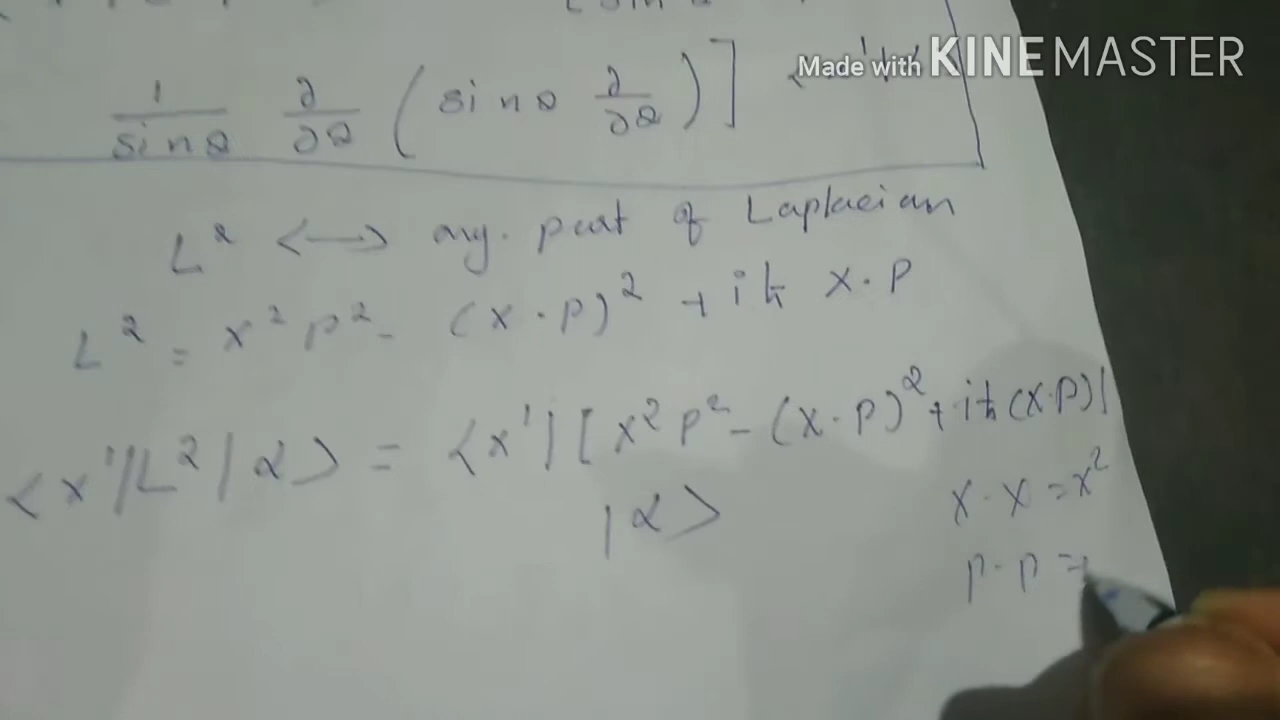 Made with KINEMASTER
1/sinθ ∂/∂θ (sinθ ∂/∂θ)]
L² <—> ang. part of Laplacian
L² = x² p² - (x·p)² + iħ x·p
<x'|L²|α> = <x'|[x² p² - (x·p)² + iħ(x·p)|
|α>
x·x = x²
p·p =